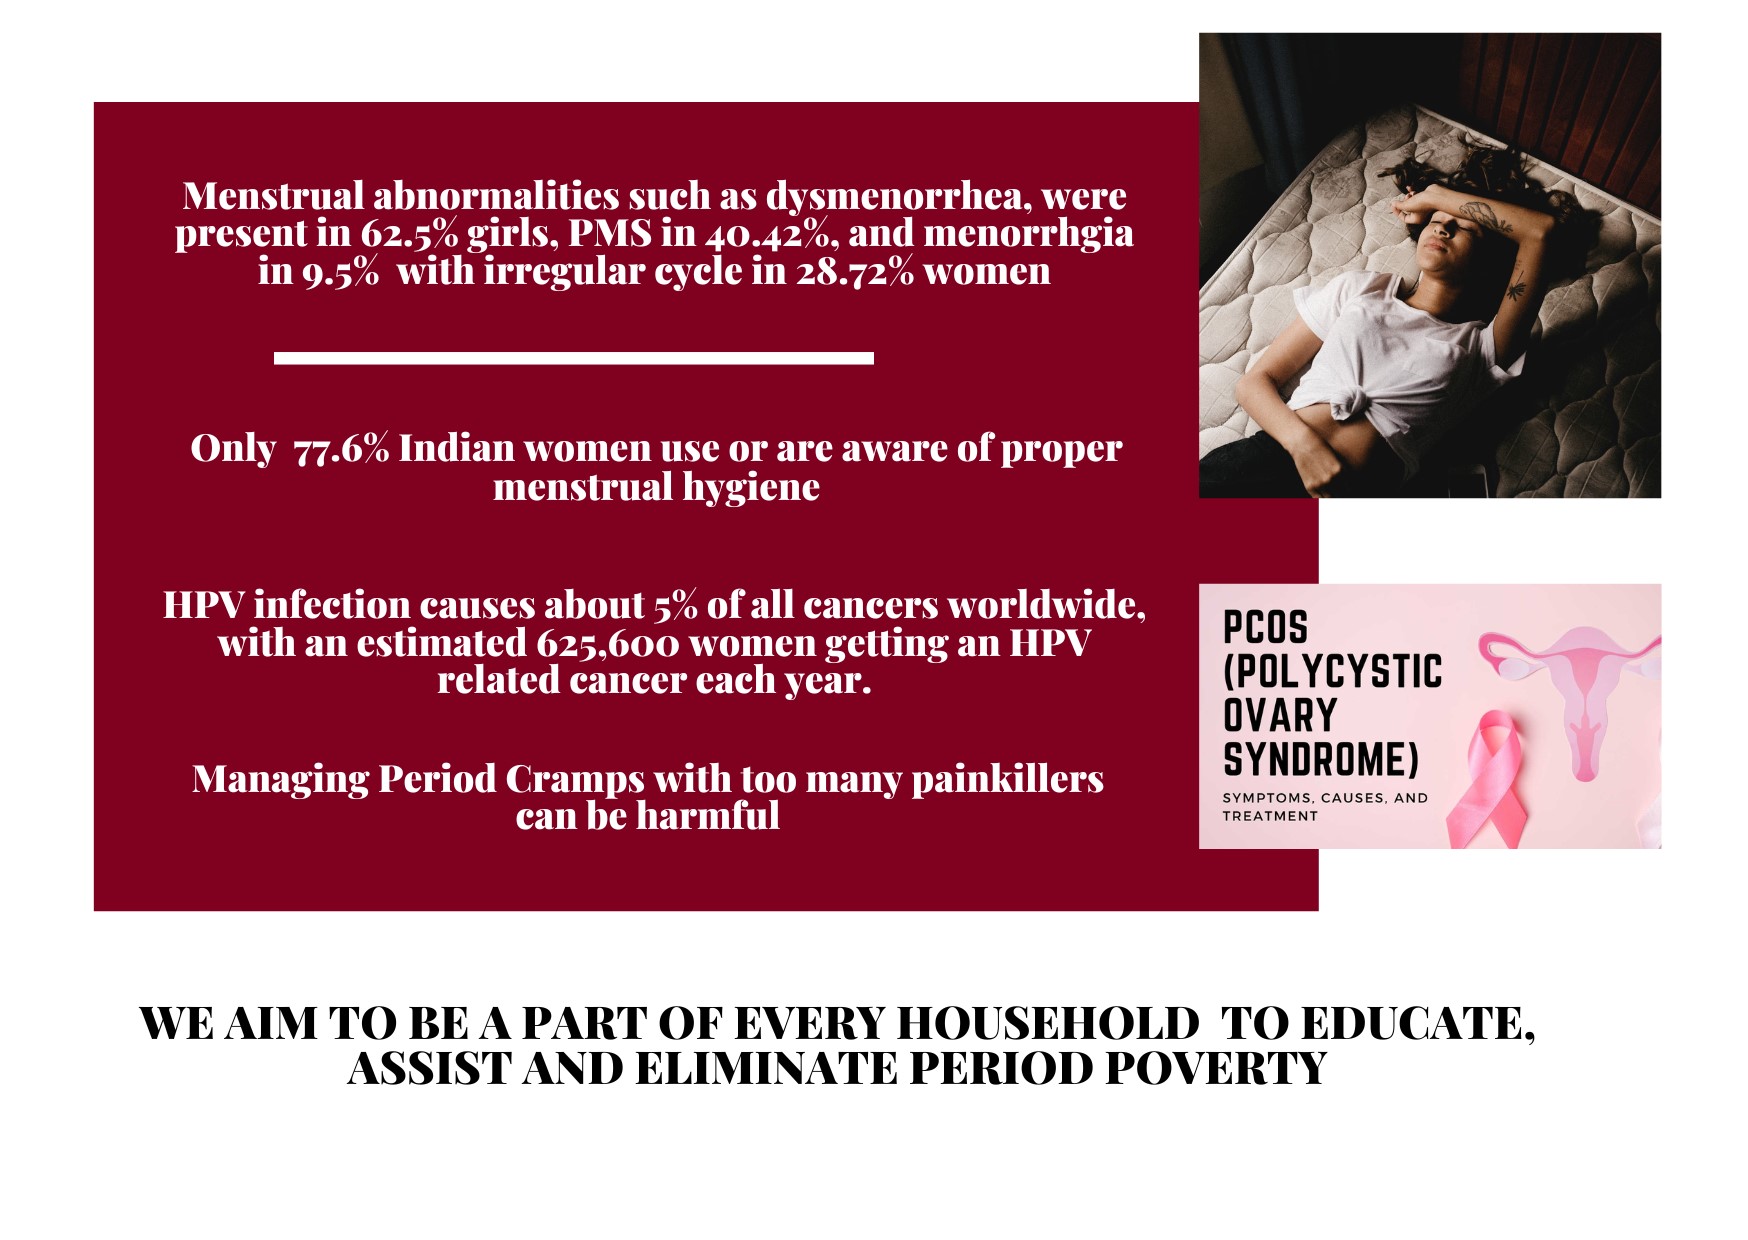 Menstrual abnormalities such as dysmenorrhea, were
present in 62.5% girls, PMS in 40.42%, and menorrhgia
in 9.5%  with irregular cycle in 28.72% women
Only  77.6% Indian women use or are aware of proper
menstrual hygiene
HPV infection causes about 5% of all cancers worldwide,
with an estimated 625,600 women getting an HPV
related cancer each year.
Managing Period Cramps with too many painkillers
can be harmful
PCOS
(POLYCYSTIC
OVARY
SYNDROME)
SYMPTOMS, CAUSES, AND
TREATMENT
WE AIM TO BE A PART OF EVERY HOUSEHOLD  TO EDUCATE,
ASSIST AND ELIMINATE PERIOD POVERTY